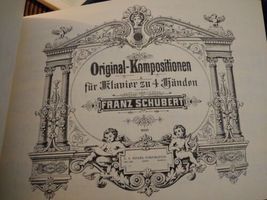 Original-Kompositionen
für Klavier zu 4 Händen
FRANZ SCHUBERT